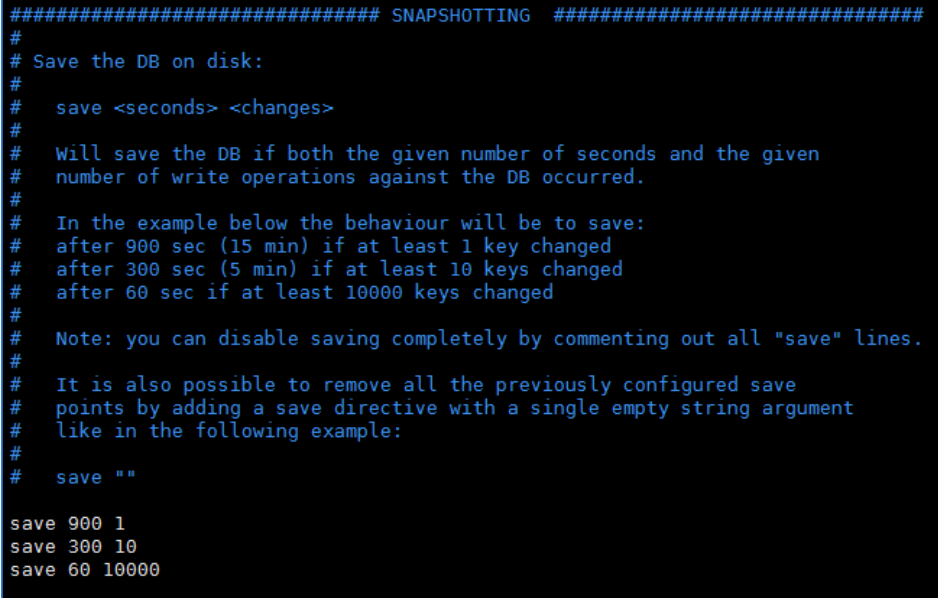 ################################ SNAPSHOTTING  ################################
#
# Save the DB on disk:
#
#   save <seconds> <changes>
#
#   Will save the DB if both the given number of seconds and the given
#   number of write operations against the DB occurred.
#
#   In the example below the behaviour will be to save:
#   after 900 sec (15 min) if at least 1 key changed
#   after 300 sec (5 min) if at least 10 keys changed
#   after 60 sec if at least 10000 keys changed
#
#   Note: you can disable saving completely by commenting out all "save" lines.
#
#   It is also possible to remove all the previously configured save
#   points by adding a save directive with a single empty string argument
#   like in the following example:
#
#   save ""

save 900 1
save 300 10
save 60 10000